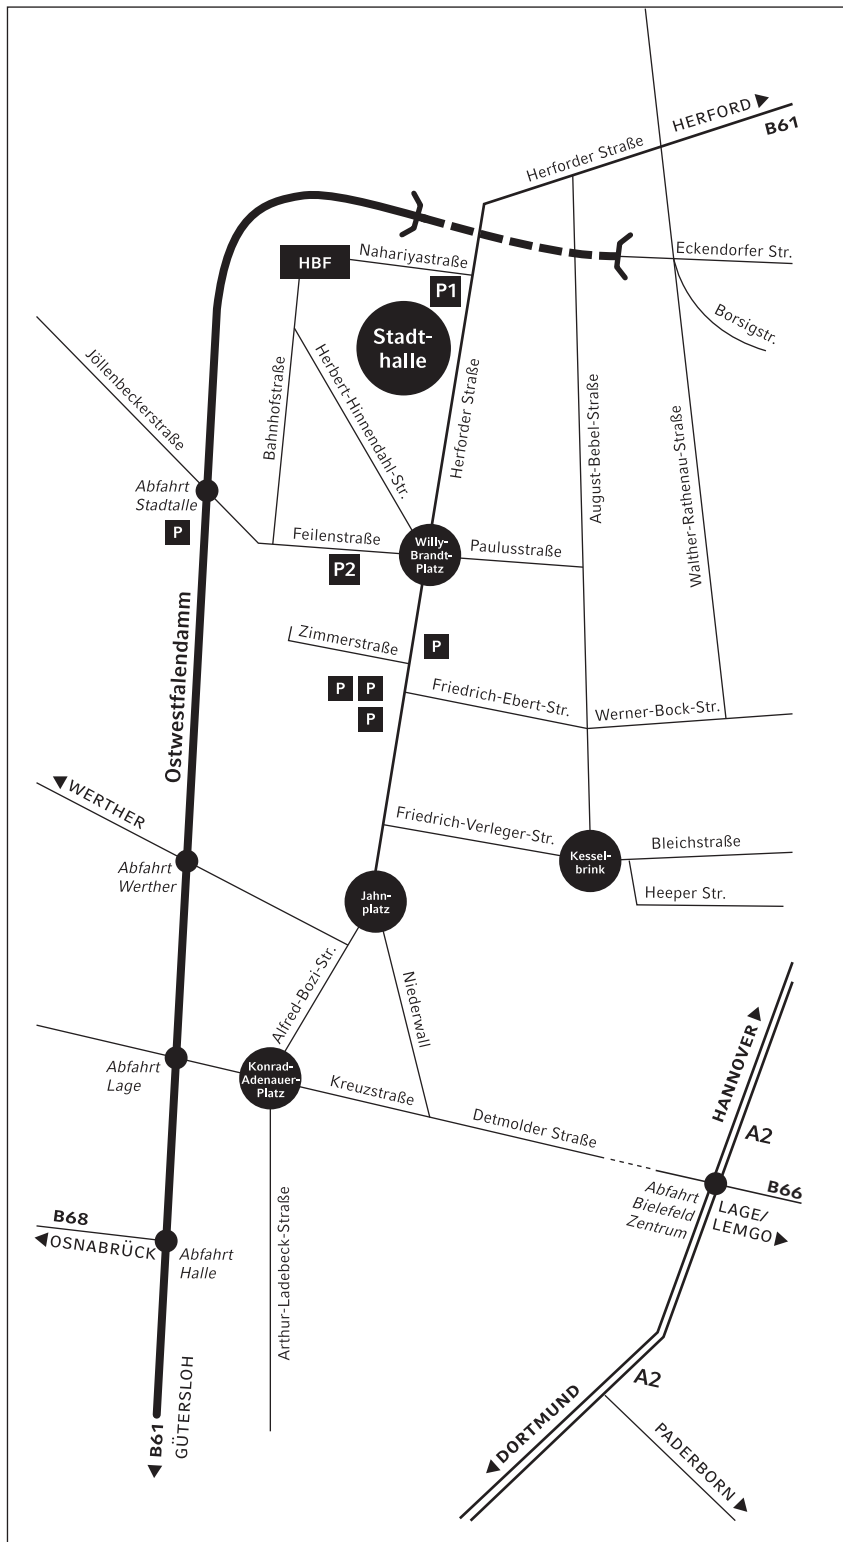 HERFORD
B61
Herforder Straße
Eckendorfer Str.
Nahariyastraße
HBF
P1
Borsigstr.
Stadt-
halle
Jöllenbeckerstraße
Bahnhofstraße
Herbert-Hinnendahl-Str.
Herforder Straße
August-Bebel-Straße
Walther-Rathenau-Straße
Abfahrt
Stadtalle
P
Feilenstraße
Willy-
Brandt-
Platz
Paulusstraße
P2
Zimmerstraße
P
P
P
P
Friedrich-Ebert-Str.
Werner-Bock-Str.
Ostwestfalendamm
WERTHER
Friedrich-Verleger-Str.
Kessel-
brink
Bleichstraße
Heeper Str.
Abfahrt
Werther
Jahn-
platz
Alfred-Bozi-Str.
Niederwall
Abfahrt
Lage
Konrad-
Adenauer-
Platz
Kreuzstraße
Detmolder Straße
HANNOVER
A2
B66
Abfahrt
Bielefeld
Zentrum
LAGE/
LEMGO
B68
OSNABRÜCK
Abfahrt
Halle
Arthur-Ladebeck-Straße
A2
DORTMUND
PADERBORN
B61
GÜTERSLOH